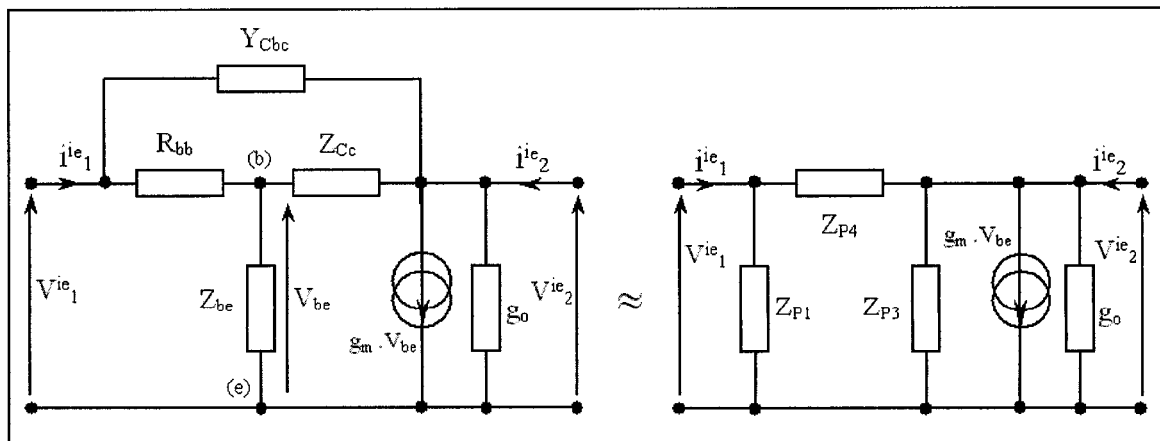 Y_Cbc
R_bb
(b)
Z_Cc
i^ie_1
i^ie_2
V^ie_1
Z_be
V_be
g_m . V_be
g_o
V^ie_2
(e)
≈
i^ie_1
i^ie_2
Z_P4
V^ie_1
Z_P1
Z_P3
g_m . V_be
g_o
V^ie_2